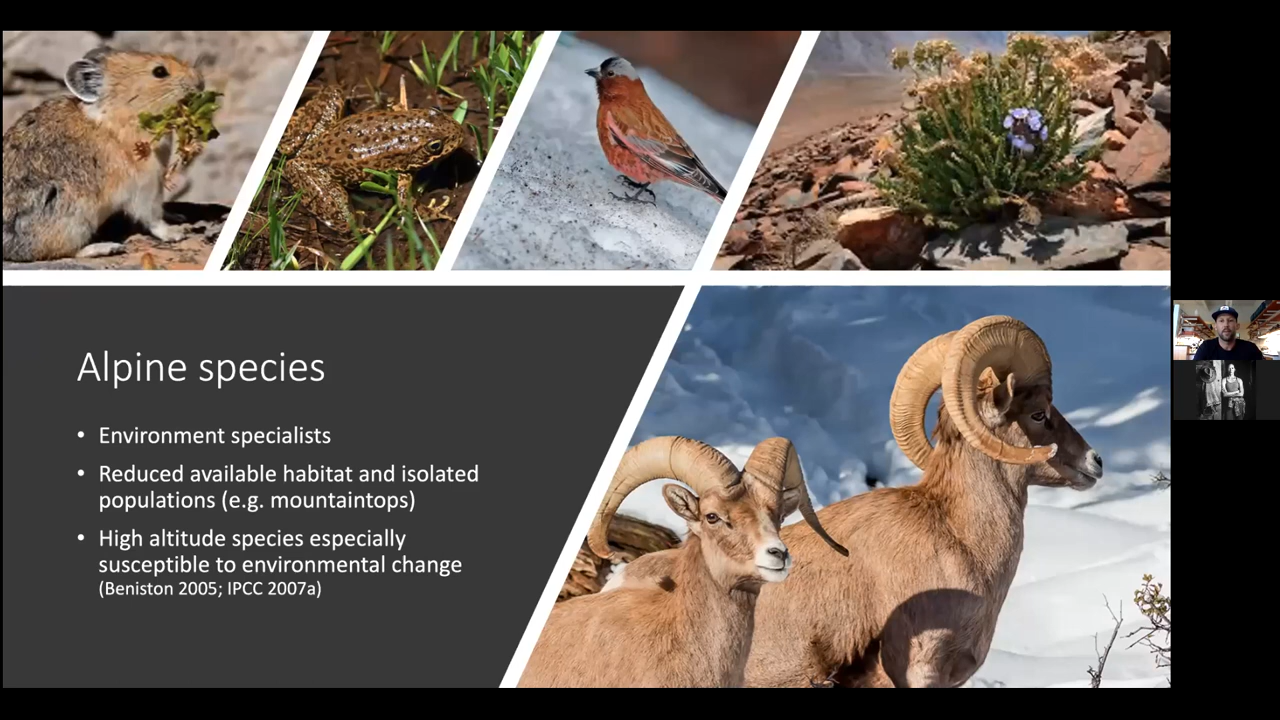 Alpine species
• Environment specialists
• Reduced available habitat and isolated
populations (e.g. mountaintops)
• High altitude species especially
susceptible to environmental change
(Beniston 2005; IPCC 2007a)